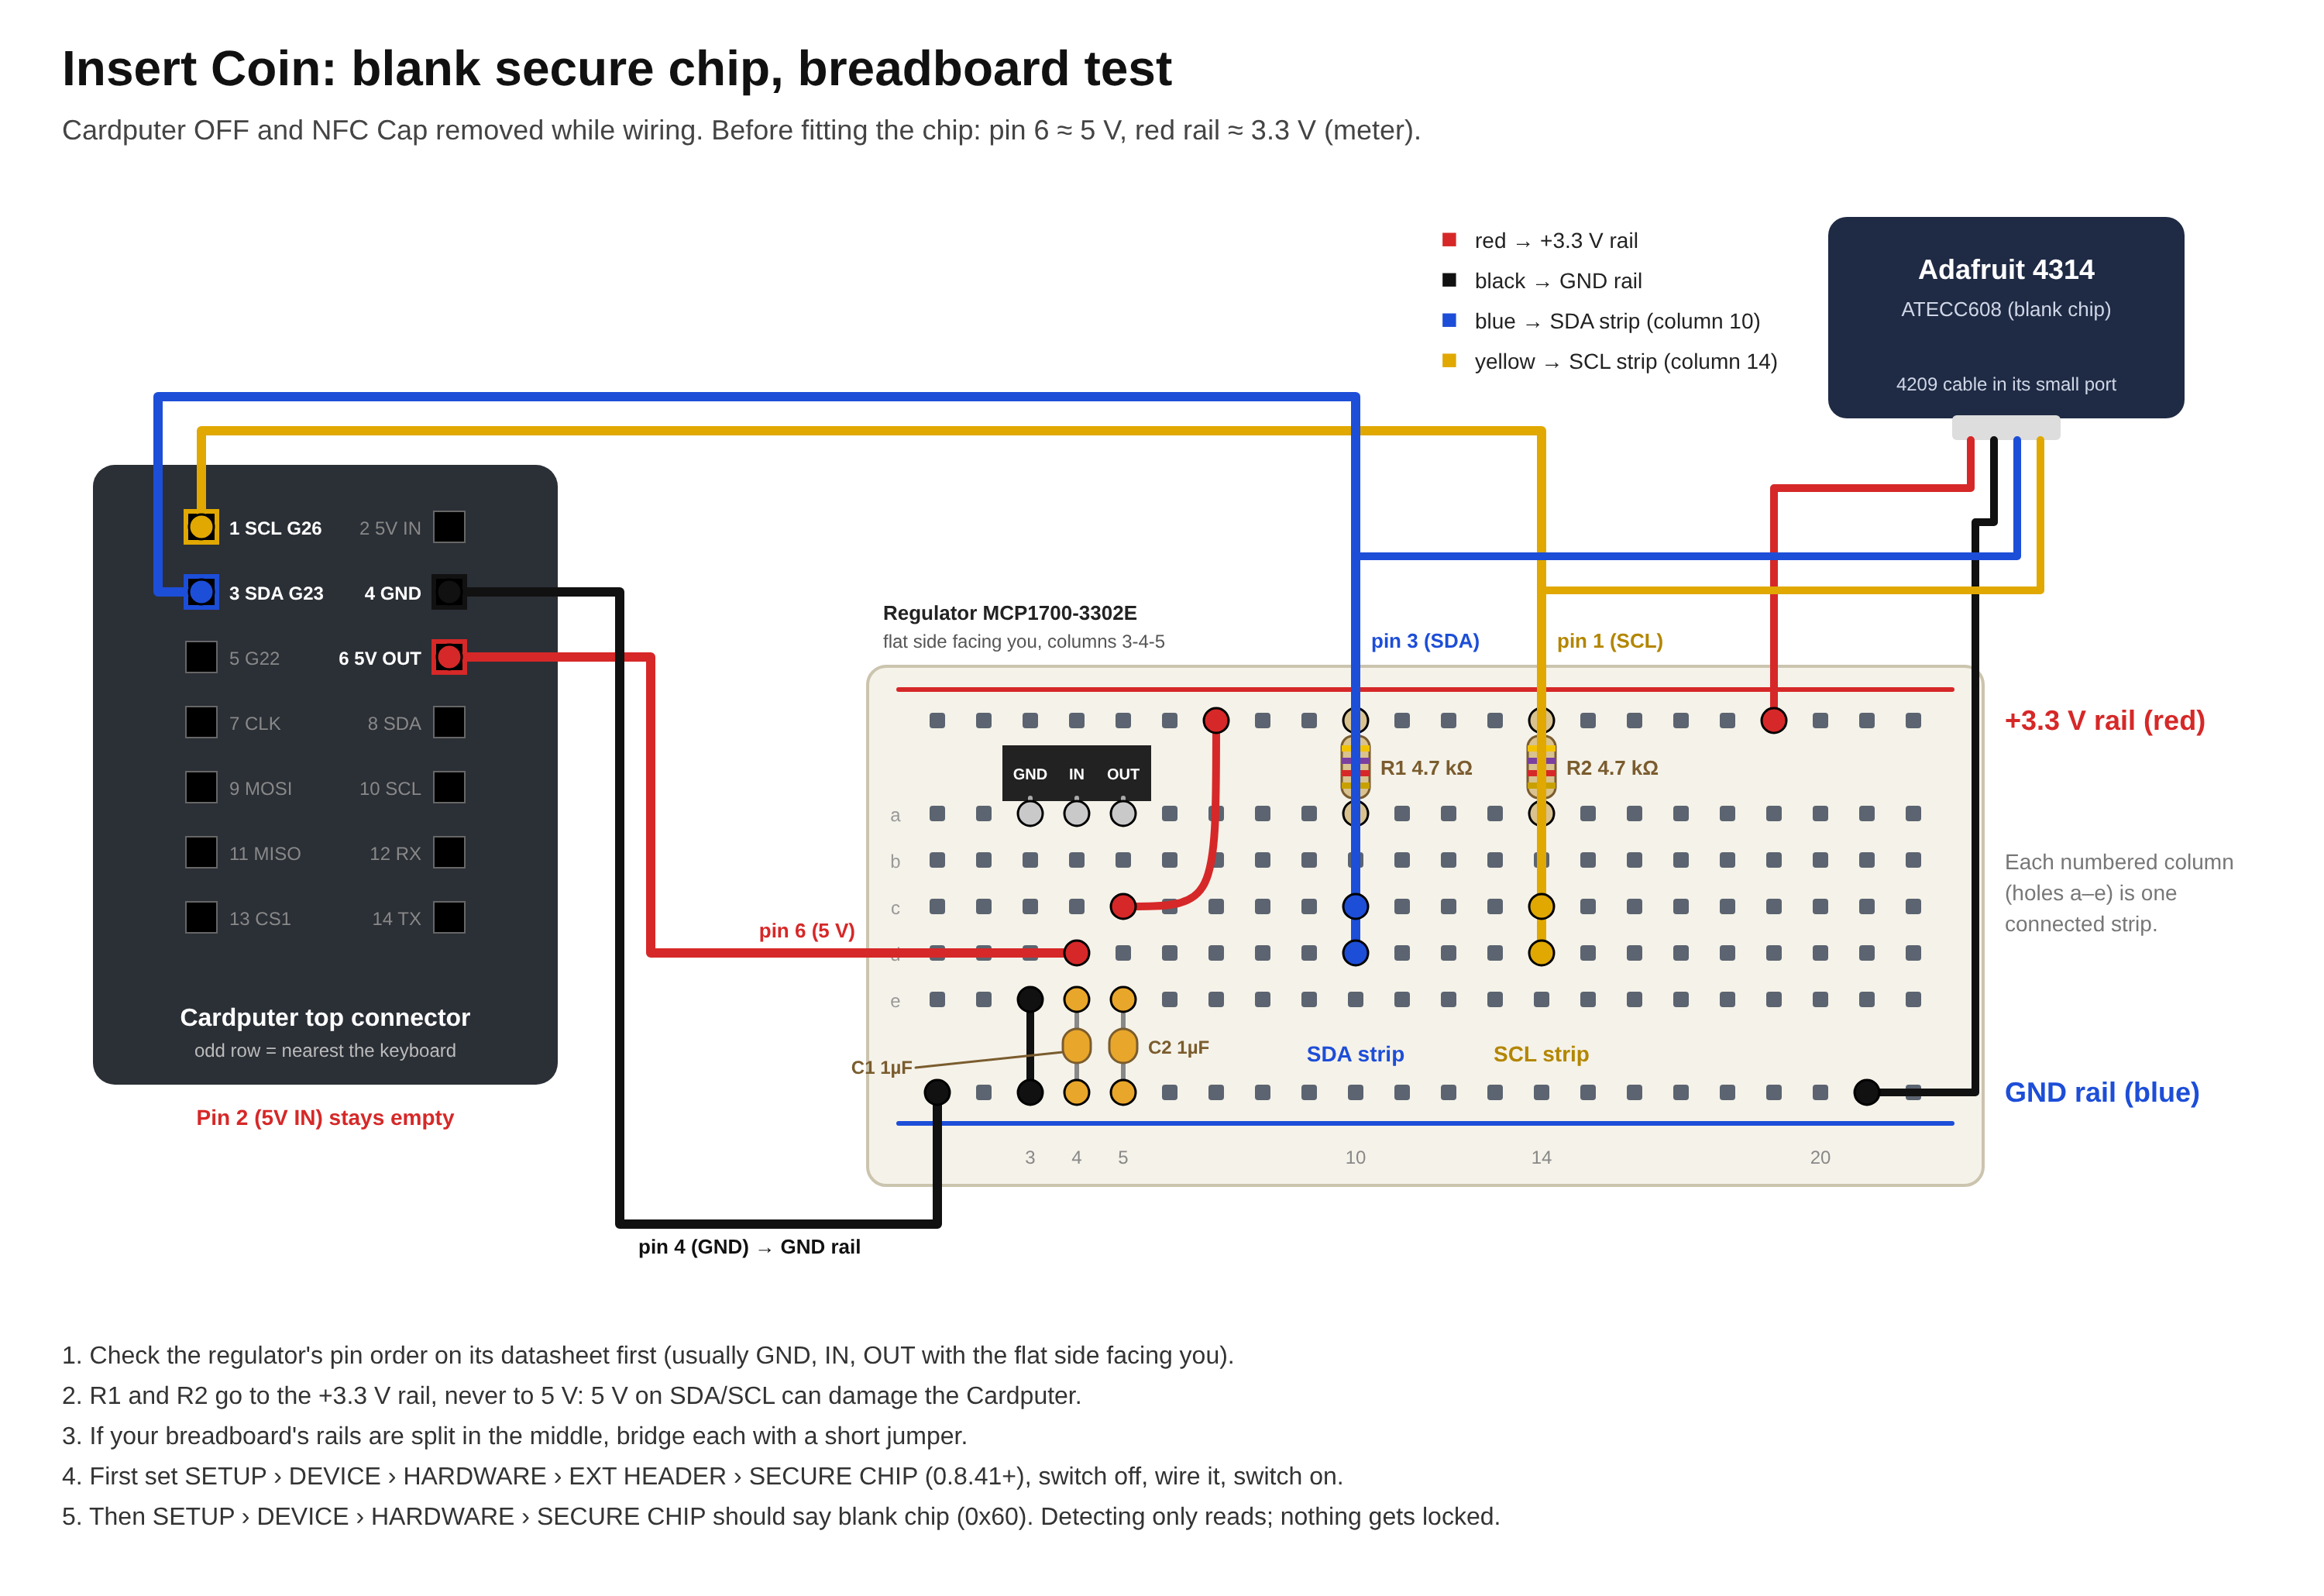 Insert Coin: blank secure chip, breadboard test
Cardputer OFF and NFC Cap removed while wiring. Before fitting the chip: pin 6 ≈ 5 V, red rail ≈ 3.3 V (meter).
red → +3.3 V rail
black → GND rail
blue → SDA strip (column 10)
yellow → SCL strip (column 14)
Adafruit 4314
ATECC608 (blank chip)
4209 cable in its small port
1 SCL G26 2 5V IN
3 SDA G23 4 GND
5 G22 6 5V OUT
7 CLK 8 SDA
9 MOSI 10 SCL
11 MISO 12 RX
13 CS1 14 TX
Cardputer top connector
odd row = nearest the keyboard
Pin 2 (5V IN) stays empty
Regulator MCP1700-3302E
flat side facing you, columns 3-4-5
pin 3 (SDA)
pin 1 (SCL)
+3.3 V rail (red)
GND IN OUT
R1 4.7 kΩ
R2 4.7 kΩ
a
b
c
d
e
Each numbered column
(holes a–e) is one
connected strip.
pin 6 (5 V)
C1 1µF
C2 1µF
SDA strip
SCL strip
GND rail (blue)
3 4 5 10 14 20
pin 4 (GND) → GND rail
1. Check the regulator's pin order on its datasheet first (usually GND, IN, OUT with the flat side facing you).
2. R1 and R2 go to the +3.3 V rail, never to 5 V: 5 V on SDA/SCL can damage the Cardputer.
3. If your breadboard's rails are split in the middle, bridge each with a short jumper.
4. First set SETUP › DEVICE › HARDWARE › EXT HEADER › SECURE CHIP (0.8.41+), switch off, wire it, switch on.
5. Then SETUP › DEVICE › HARDWARE › SECURE CHIP should say blank chip (0x60). Detecting only reads; nothing gets locked.